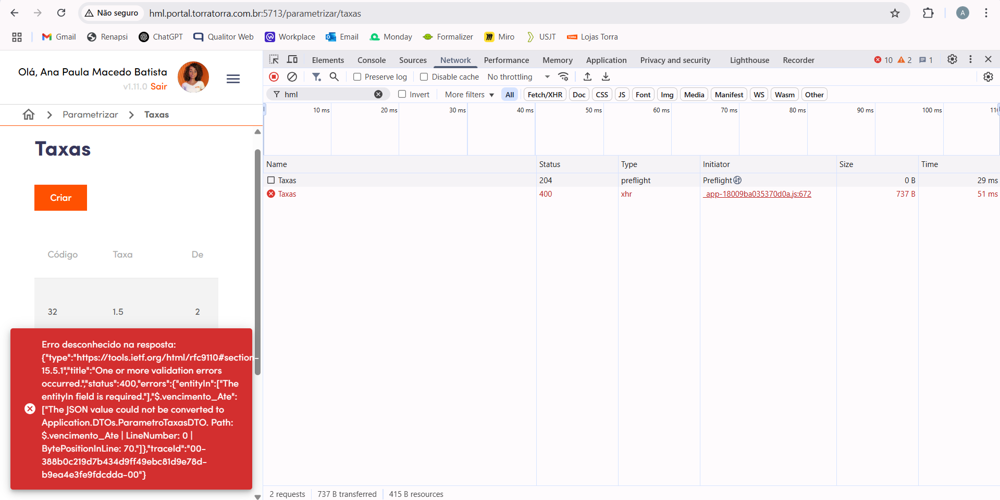 Não seguro
hml.portal.torratorra.com.br:5713/parametrizar/taxas
A
Gmail
Renapsi
ChatGPT
Qualitor Web
Workplace
Email
Monday
Formalizer
Miro
USJT
TORRA
Lojas Torra
Olá, Ana Paula Macedo Batista
v1.11.0 Sair
Parametrizar
Taxas
Taxas
Criar
Código Taxa De
32 1.5 2
Erro desconhecido na resposta:
{"type":"https://tools.ietf.org/html/rfc9110#section-
15.5.1","title":"One or more validation errors
occurred.","status":400,"errors":{"entityIn":["The
entityIn field is required."],"$.vencimento_Ate":
["The JSON value could not be converted to
Application.DTOs.ParametroTaxasDTO. Path:
$.vencimento_Ate | LineNumber: 0 |
BytePositionInLine: 70."]},"traceId":"00-
388b0c219d7b434d9ff49ebc81d9e78d-
b9ea4e3fe9fdcdda-00"}
Elements Console Sources Network Performance Memory Application Privacy and security Lighthouse Recorder 10 2 1
Preserve log Disable cache No throttling
hml Invert More filters All Fetch/XHR Doc CSS JS Font Img Media Manifest WS Wasm Other
10 ms 20 ms 30 ms 40 ms 50 ms 60 ms 70 ms 80 ms 90 ms 100 ms 11
Name Status Type Initiator Size Time
Taxas 204 preflight Preflight 0 B 29 ms
Taxas 400 xhr _app-18009ba035370d0a.js:672 737 B 51 ms
2 requests 737 B transferred 415 B resources